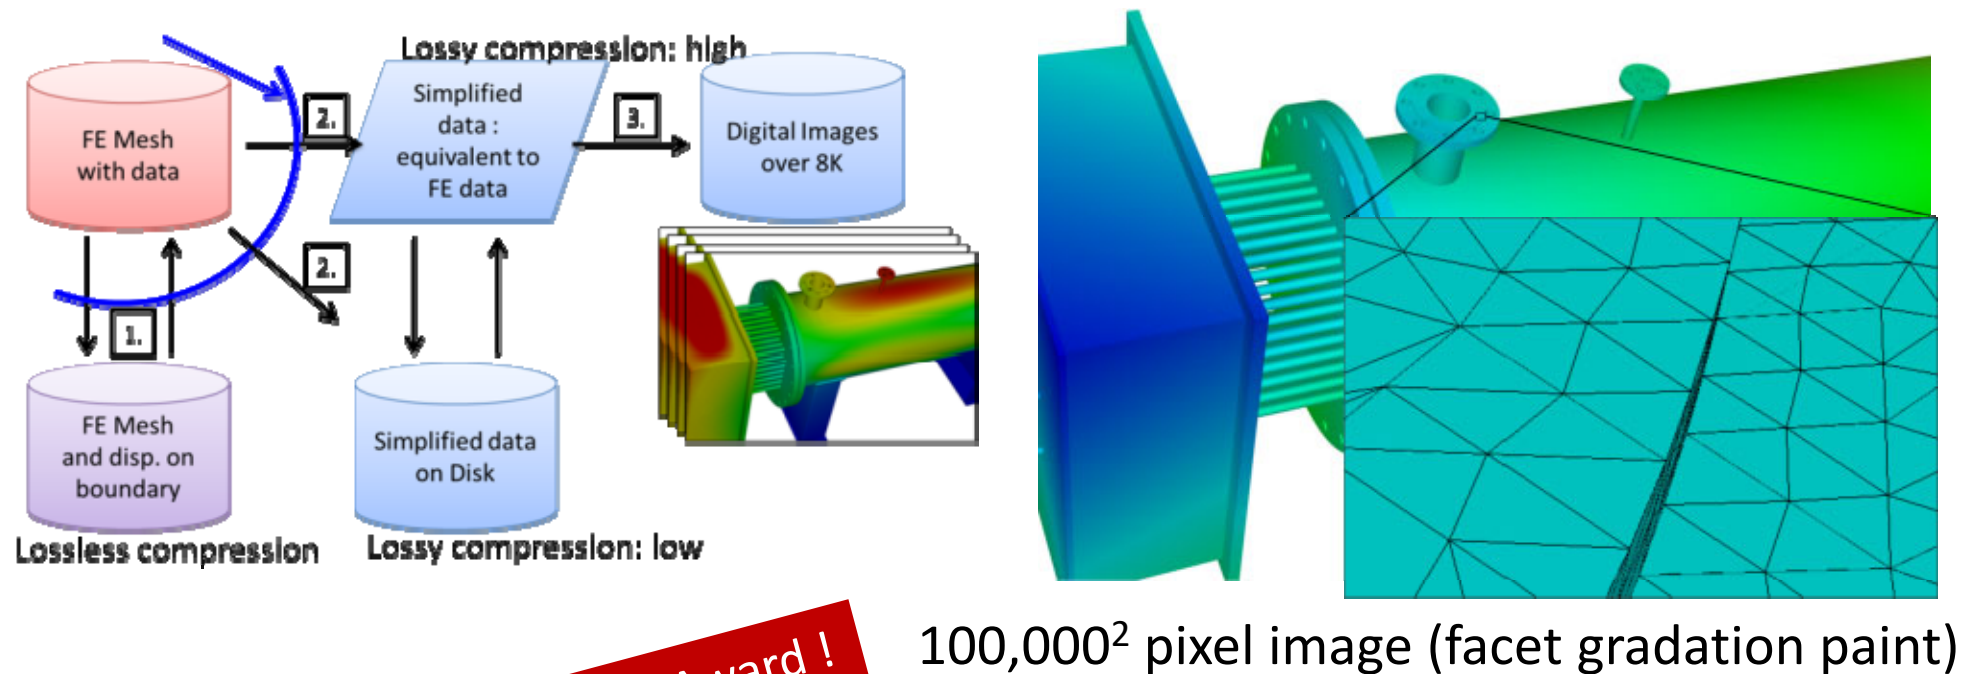 Lossy compression: high
FE Mesh
with data
2.
Simplified
data :
equivalent to
FE data
3.
Digital Images
over 8K
2.
1.
FE Mesh
and disp. on
boundary
Simplified data
on Disk
Lossless compression
Lossy compression: low
100,000² pixel image (facet gradation paint)